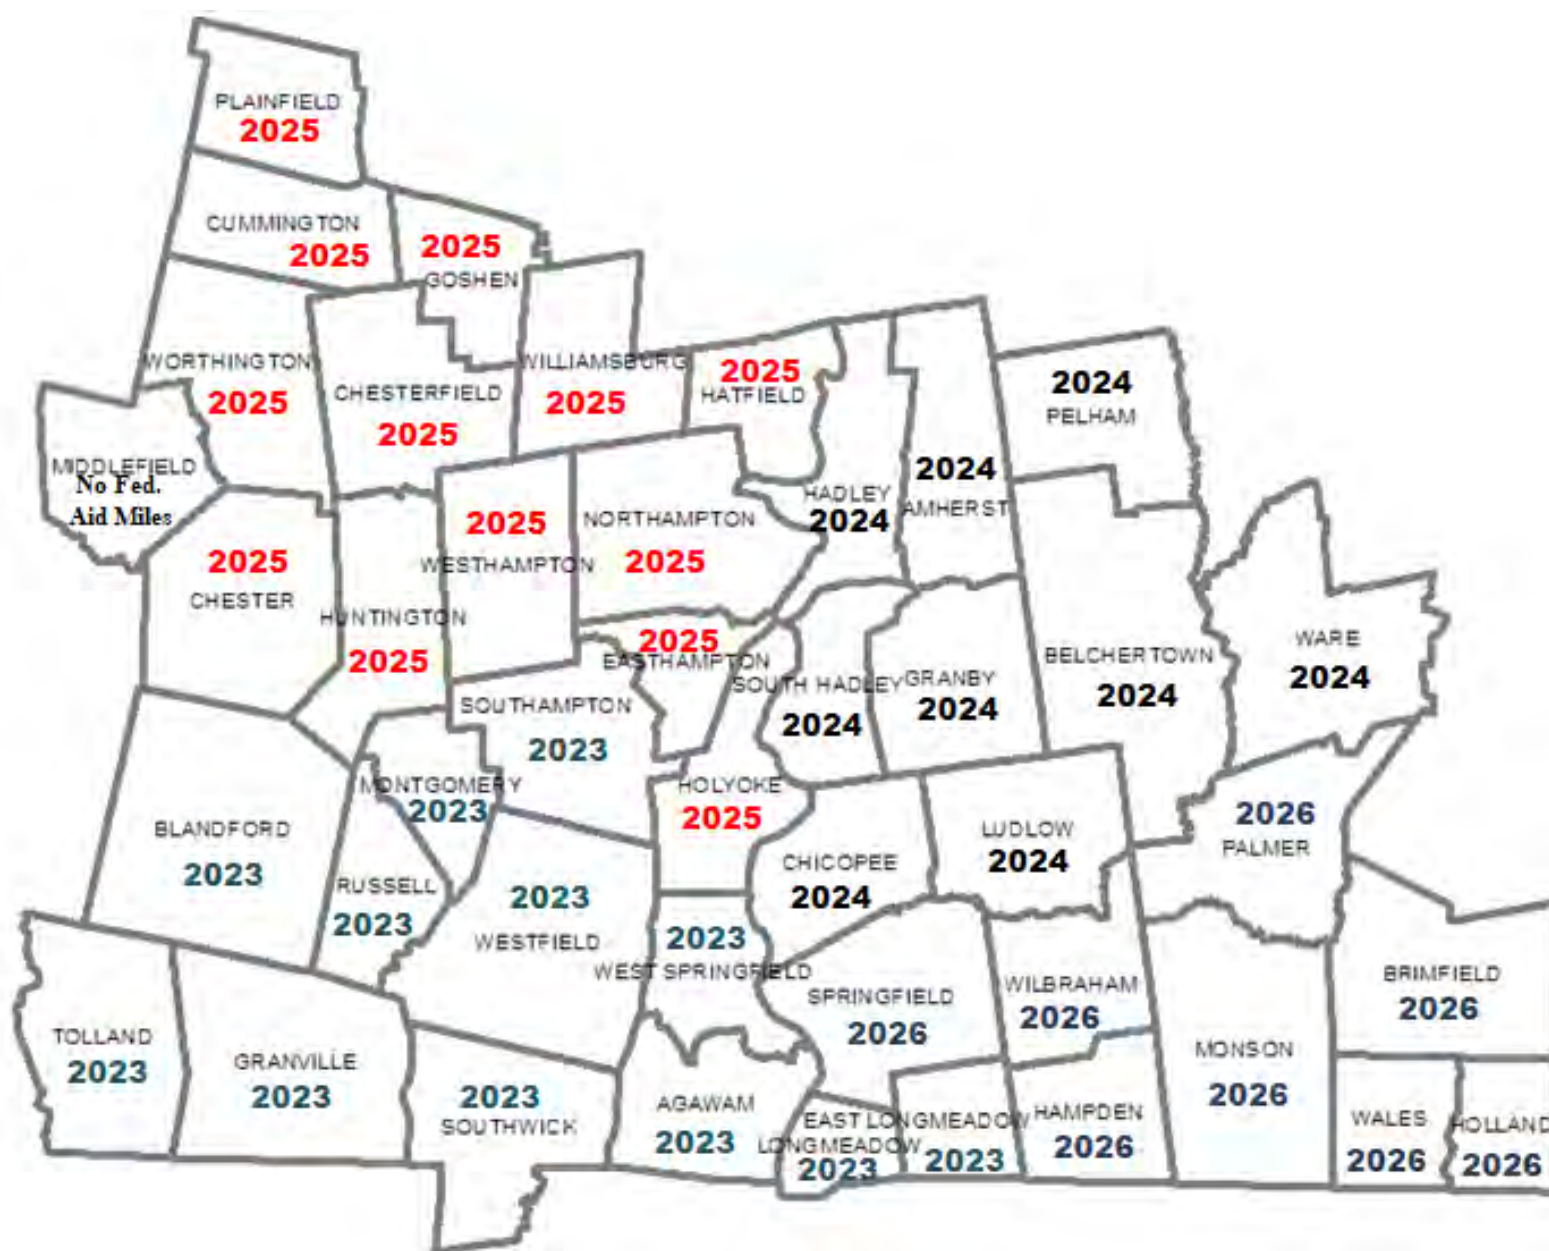 PLAINFIELD
2025
CUMMINGTON
2025
2025
GOSHEN
WORTHINGTON
2025
CHESTERFIELD
2025
WILLIAMSBURG
2025
2025
HATFIELD
2024
PELHAM
MIDDLEFIELD
No Fed.
Aid Miles
2025
CHESTER
HUNTINGTON
2025
2025
WESTHAMPTON
NORTHAMPTON
2025
HADLEY
2024
2024
AMHERST
2025
EASTHAMPTON
SOUTH HADLEY
2024
GRANBY
2024
BELCHERTOWN
2024
WARE
2024
SOUTHAMPTON
2023
MONTGOMERY
2023
HOLYOKE
2025
BLANDFORD
2023
RUSSELL
2023
2023
WESTFIELD
2023
WEST SPRINGFIELD
CHICOPEE
2024
LUDLOW
2024
2026
PALMER
TOLLAND
2023
GRANVILLE
2023
2023
SOUTHWICK
AGAWAM
2023
SPRINGFIELD
2026
WILBRAHAM
2026
MONSON
2026
BRIMFIELD
2026
EAST LONGMEADOW
2023
LONGMEADOW
2023
HAMPDEN
2026
WALES
2026
HOLLAND
2026